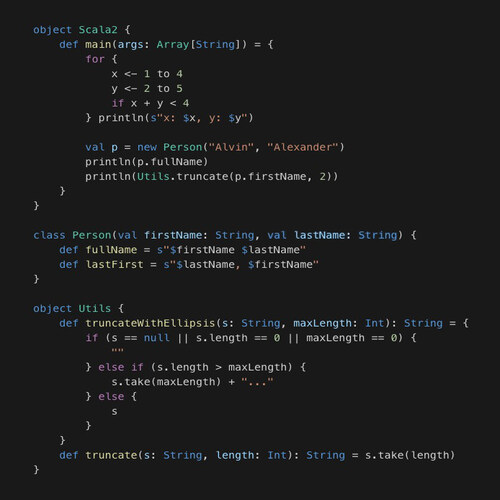 object Scala2 {
    def main(args: Array[String]) = {
        for {
            x <- 1 to 4
            y <- 2 to 5
            if x + y < 4
        } println(s"x: $x, y: $y")

        val p = new Person("Alvin", "Alexander")
        println(p.fullName)
        println(Utils.truncate(p.firstName, 2))
    }
}

class Person(val firstName: String, val lastName: String) {
    def fullName = s"$firstName $lastName"
    def lastFirst = s"$lastName, $firstName"
}

object Utils {
    def truncateWithEllipsis(s: String, maxLength: Int): String = {
        if (s == null || s.length == 0 || maxLength == 0) {
            ""
        } else if (s.length > maxLength) {
            s.take(maxLength) + "..."
        } else {
            s
        }
    }
    def truncate(s: String, length: Int): String = s.take(length)
}